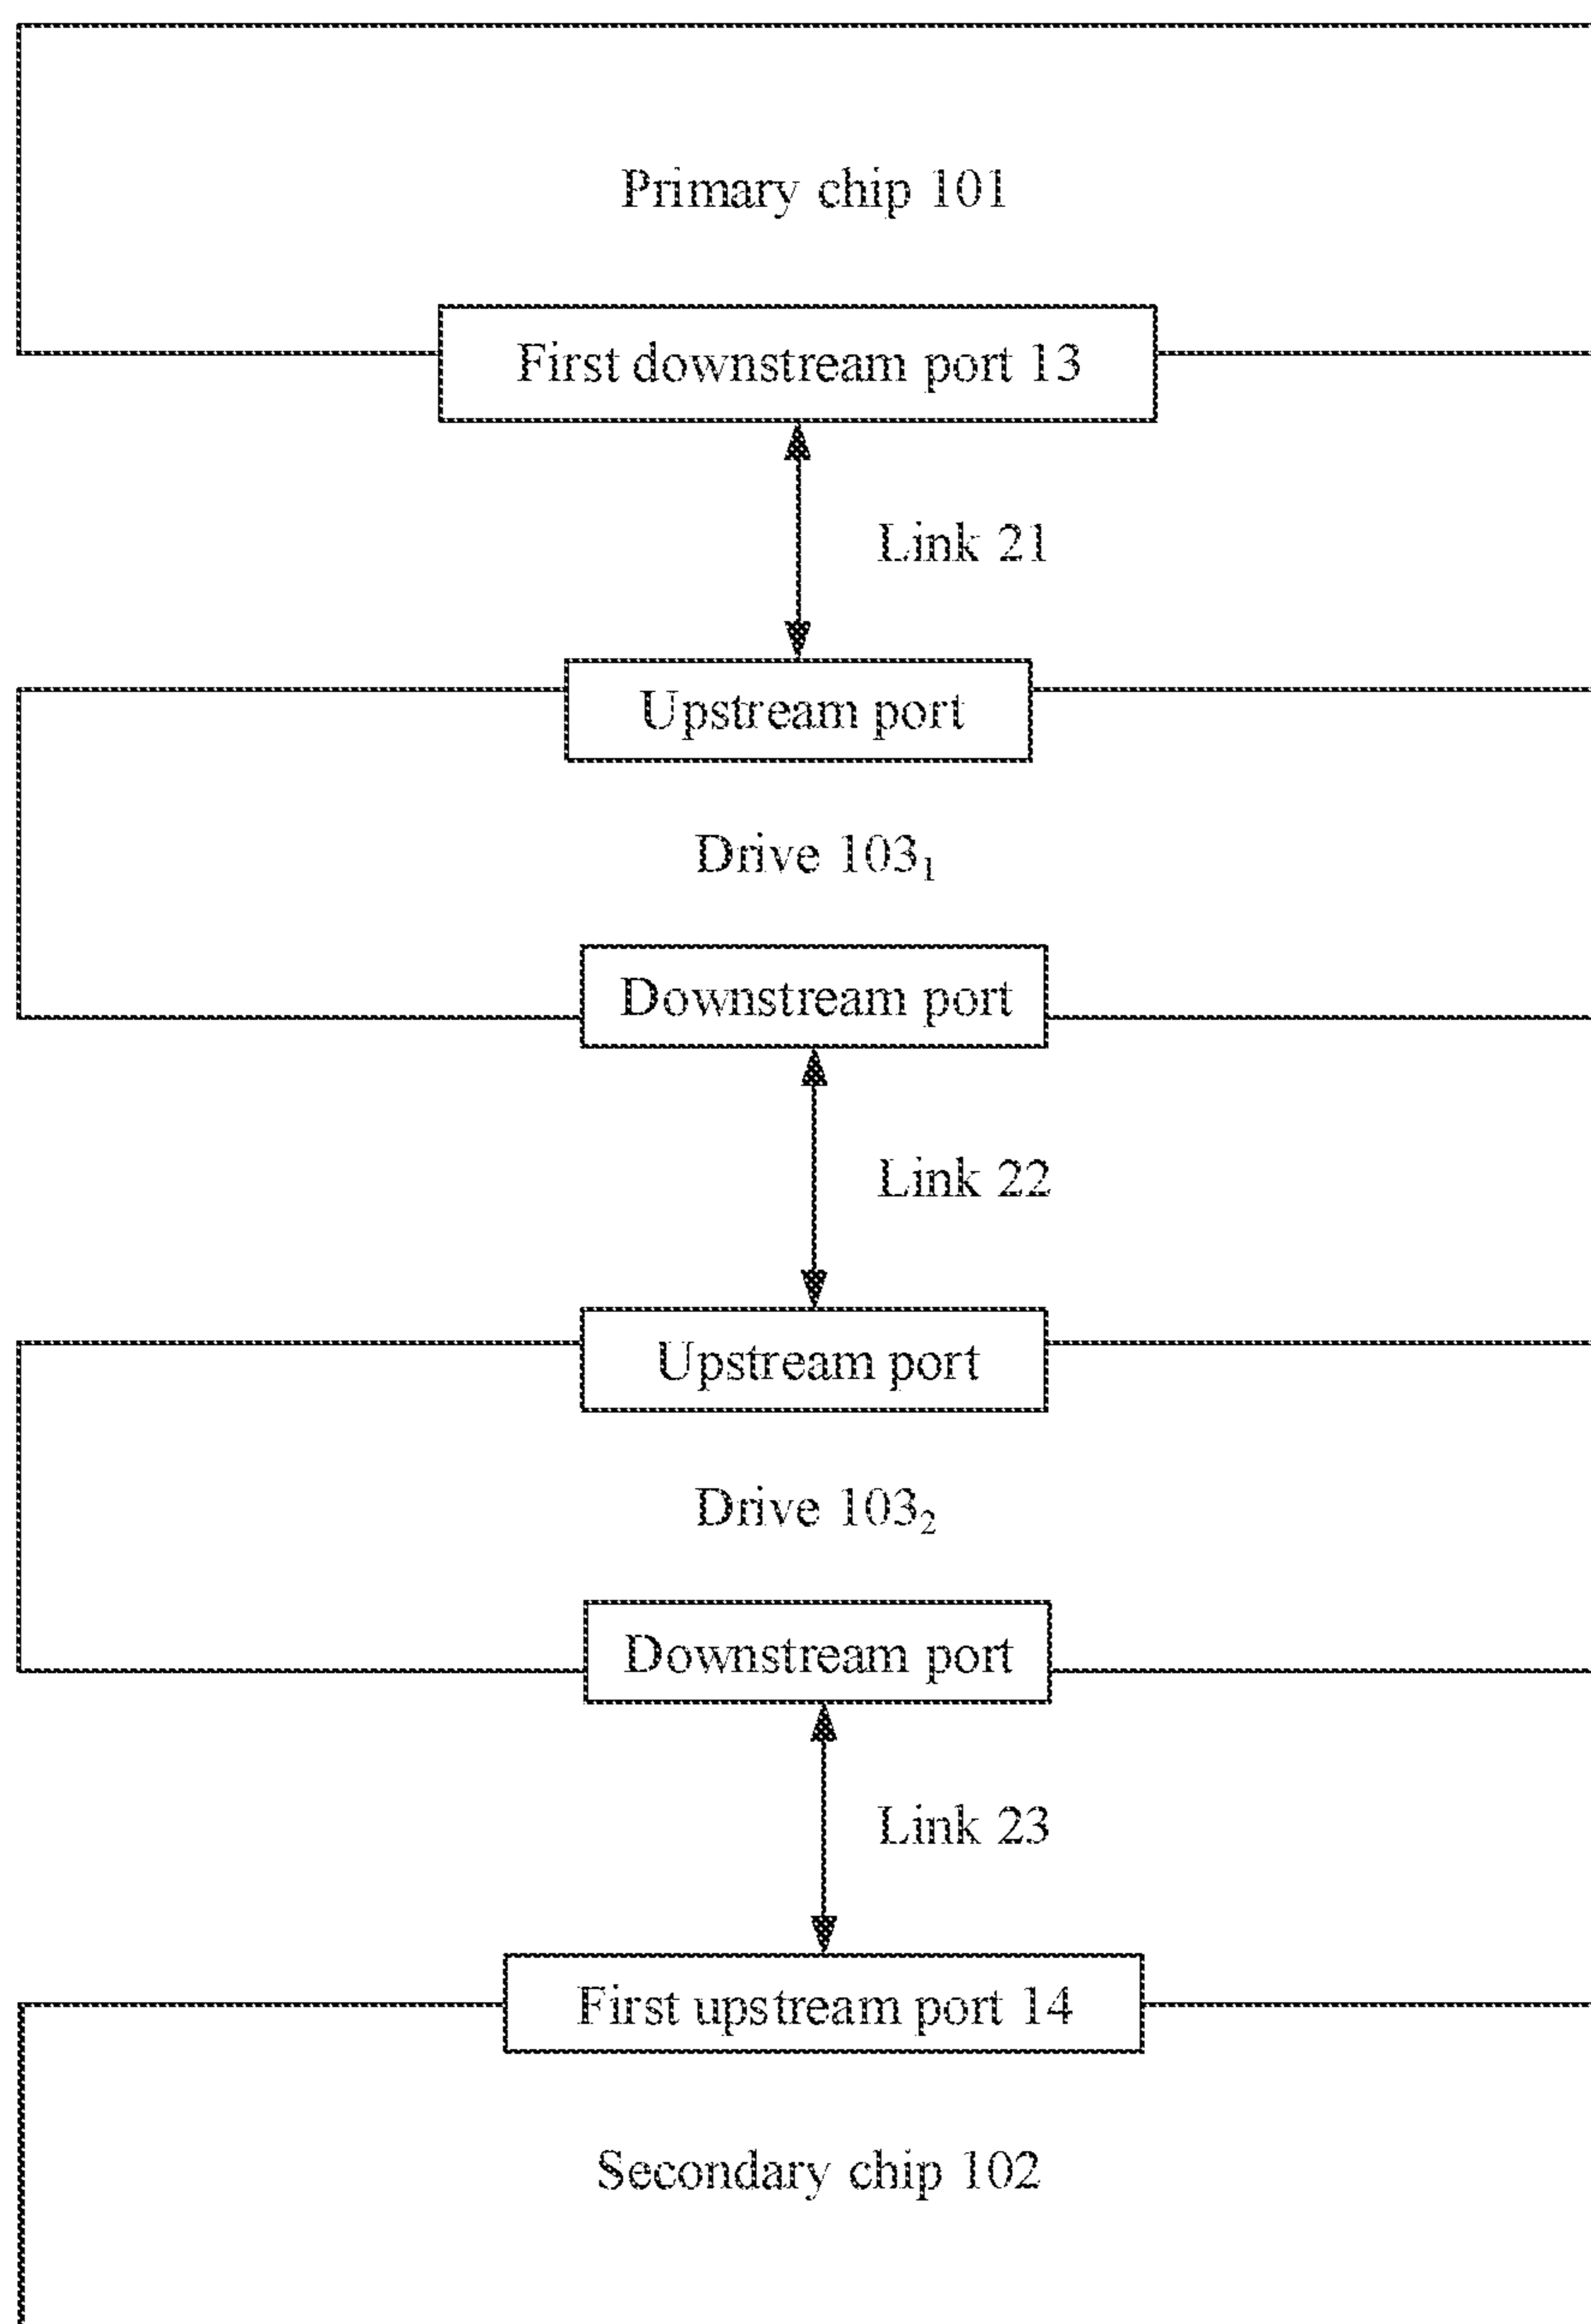 Primary chip 101
First downstream port 13
Link 21
Upstream port
Drive 103₁
Downstream port
Link 22
Upstream port
Drive 103₂
Downstream port
Link 23
First upstream port 14
Secondary chip 102